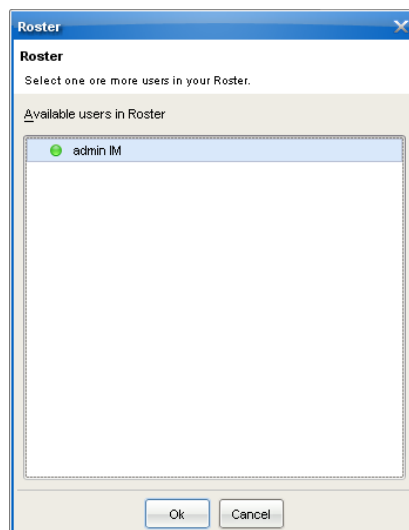 Roster
Roster
Select one ore more users in your Roster.
Available users in Roster
admin IM
Ok
Cancel